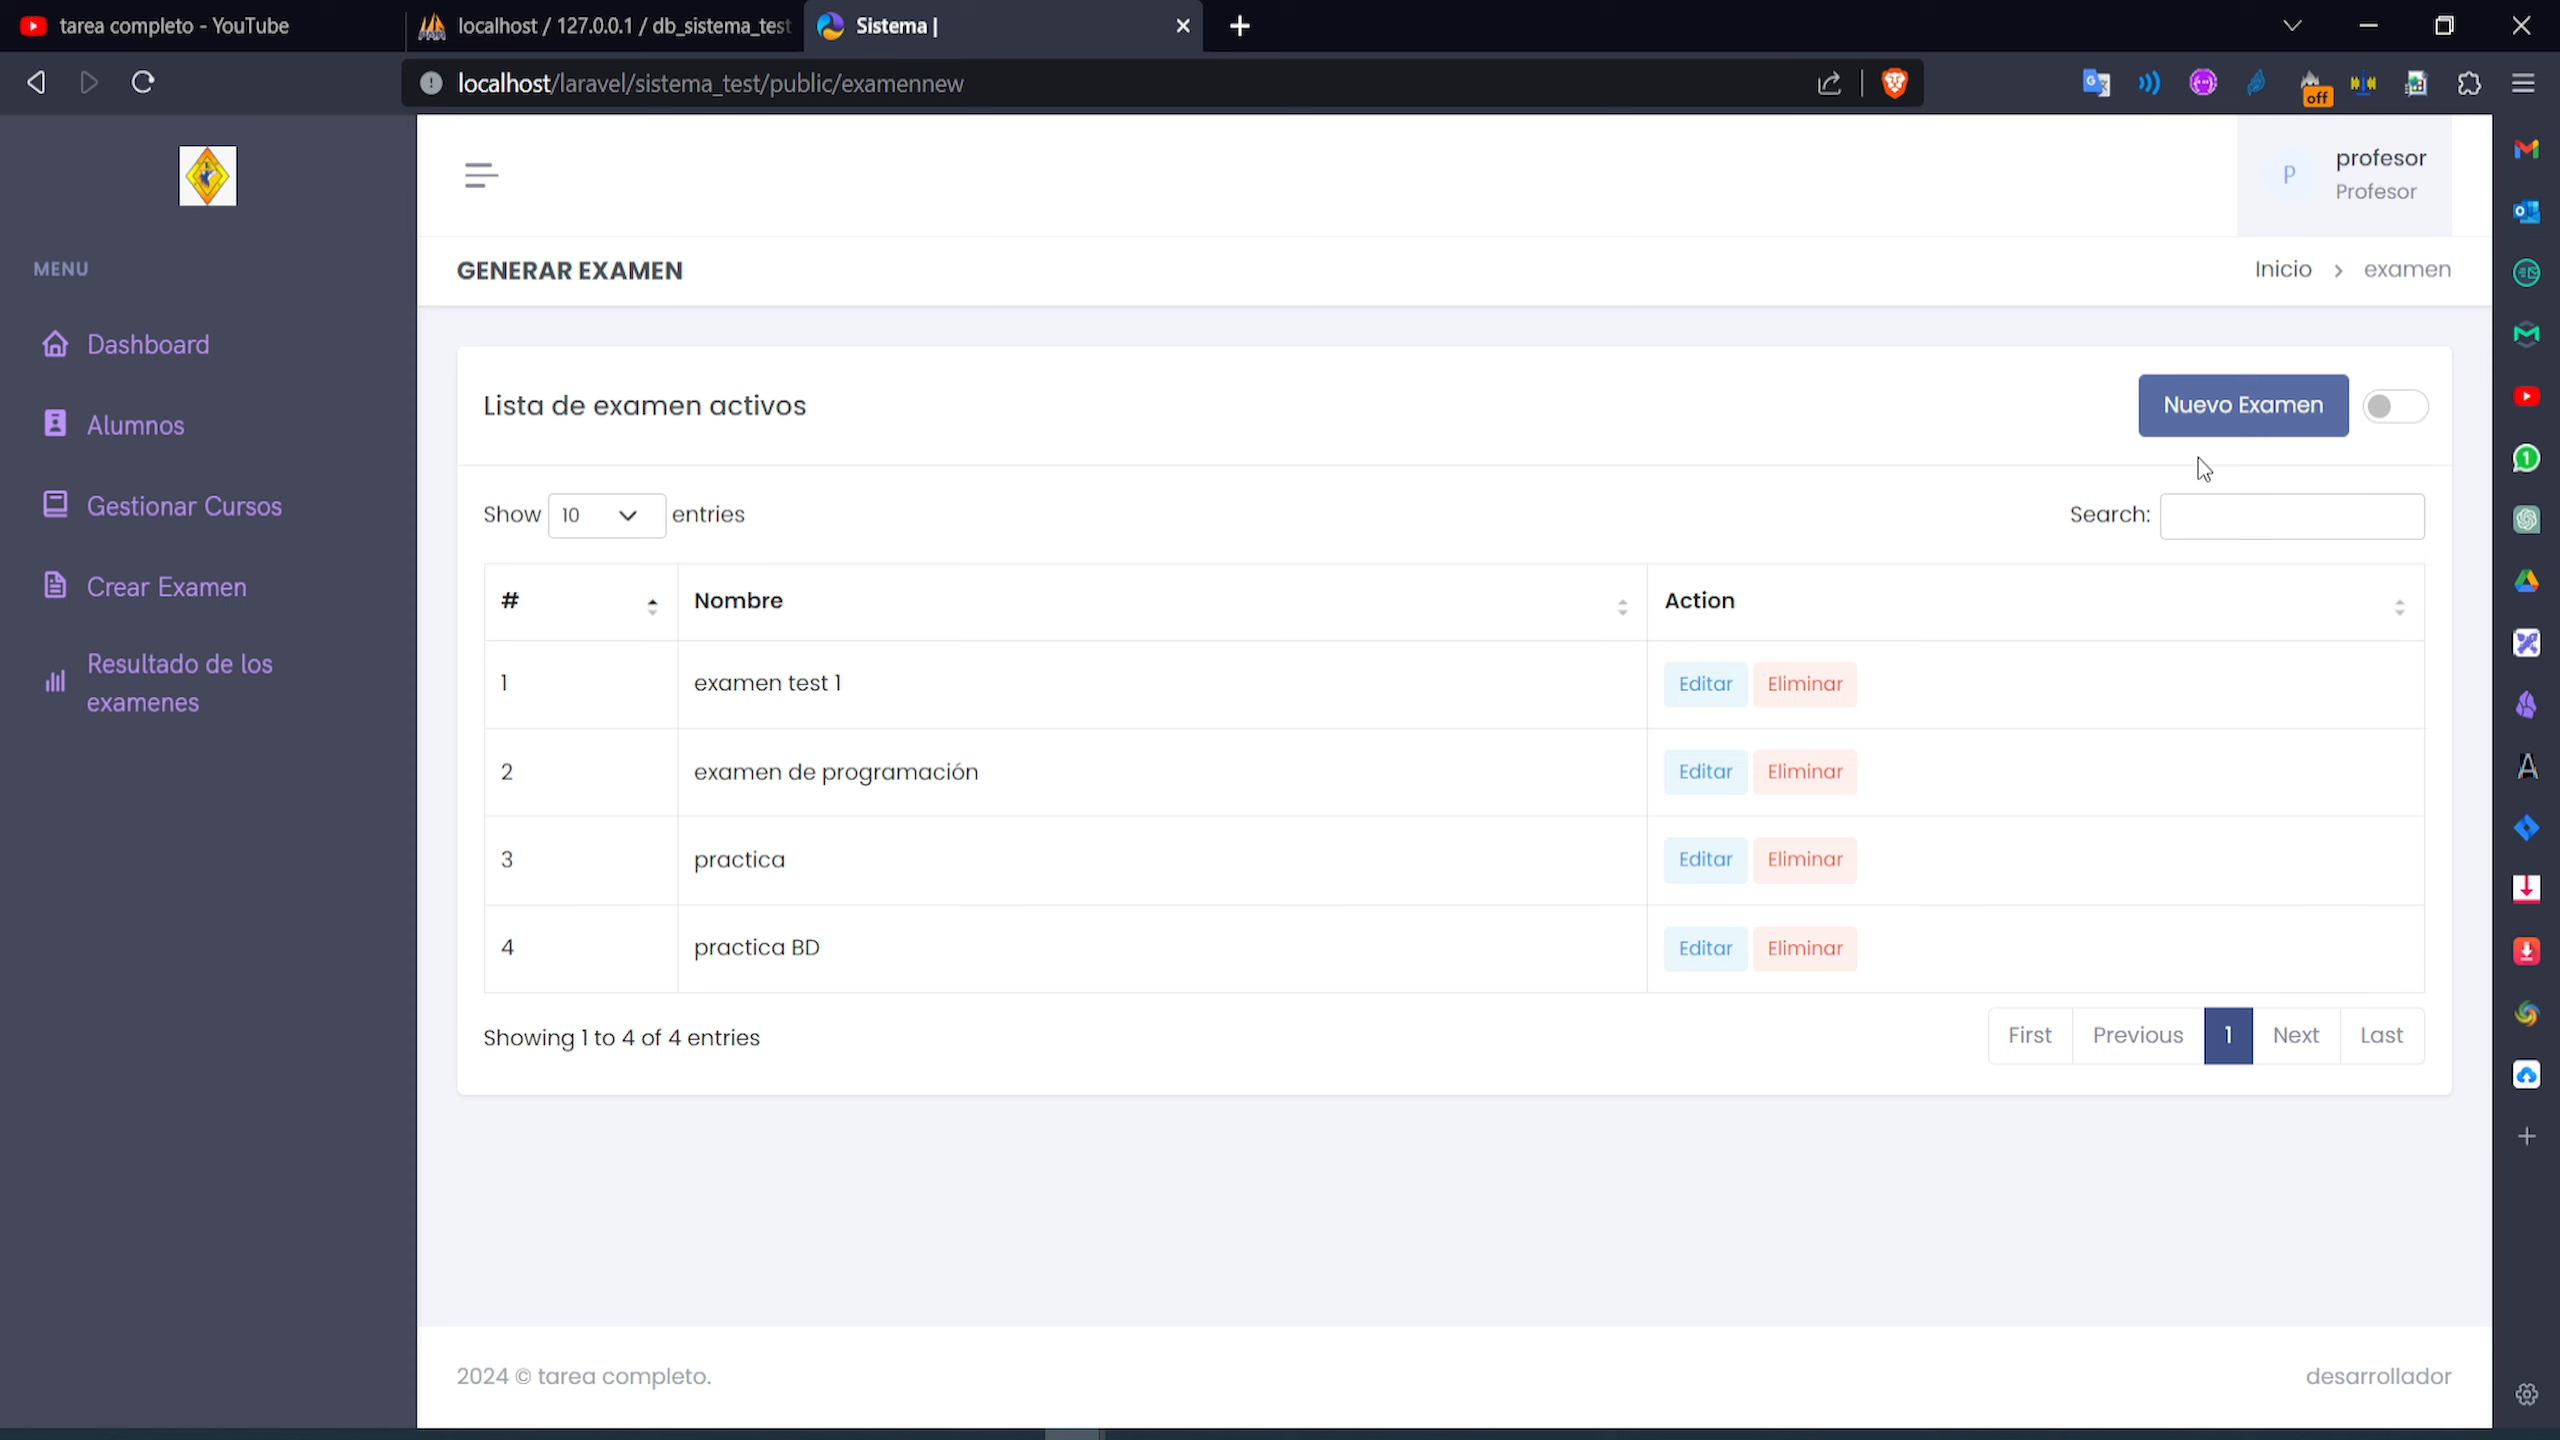 tarea completo - YouTube
localhost / 127.0.0.1 / db_sistema_test
Sistema |
localhost/laravel/sistema_test/public/examennew
off
P
profesor
Profesor
MENU
Dashboard
Alumnos
Gestionar Cursos
Crear Examen
Resultado de los
examenes
GENERAR EXAMEN
Inicio > examen
Lista de examen activos
Nuevo Examen
Show 10 entries
Search:
# Nombre Action
1 examen test 1 Editar Eliminar
2 examen de programación Editar Eliminar
3 practica Editar Eliminar
4 practica BD Editar Eliminar
Showing 1 to 4 of 4 entries
First Previous 1 Next Last
2024 © tarea completo.
desarrollador